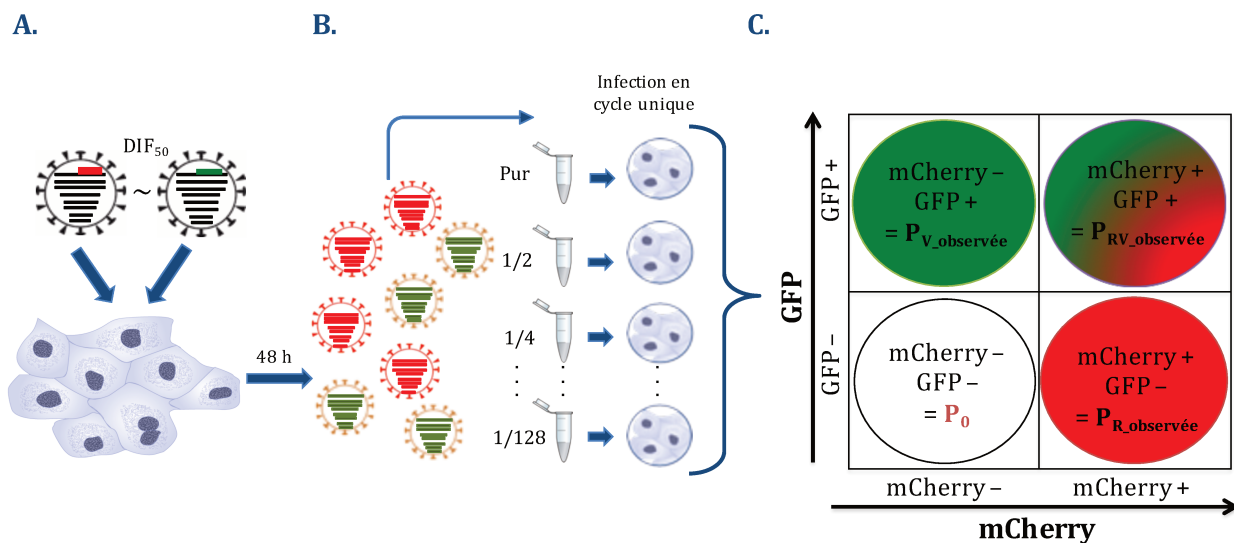 A.
DIF50
~
48 h
B.
Infection en
cycle unique
Pur
1/2
1/4
1/128
C.
GFP
GFP +
GFP –
mCherry –
GFP +
= PV_observée
mCherry +
GFP +
= PRV_observée
mCherry –
GFP –
= P0
mCherry +
GFP –
= PR_observée
mCherry –
mCherry +
mCherry